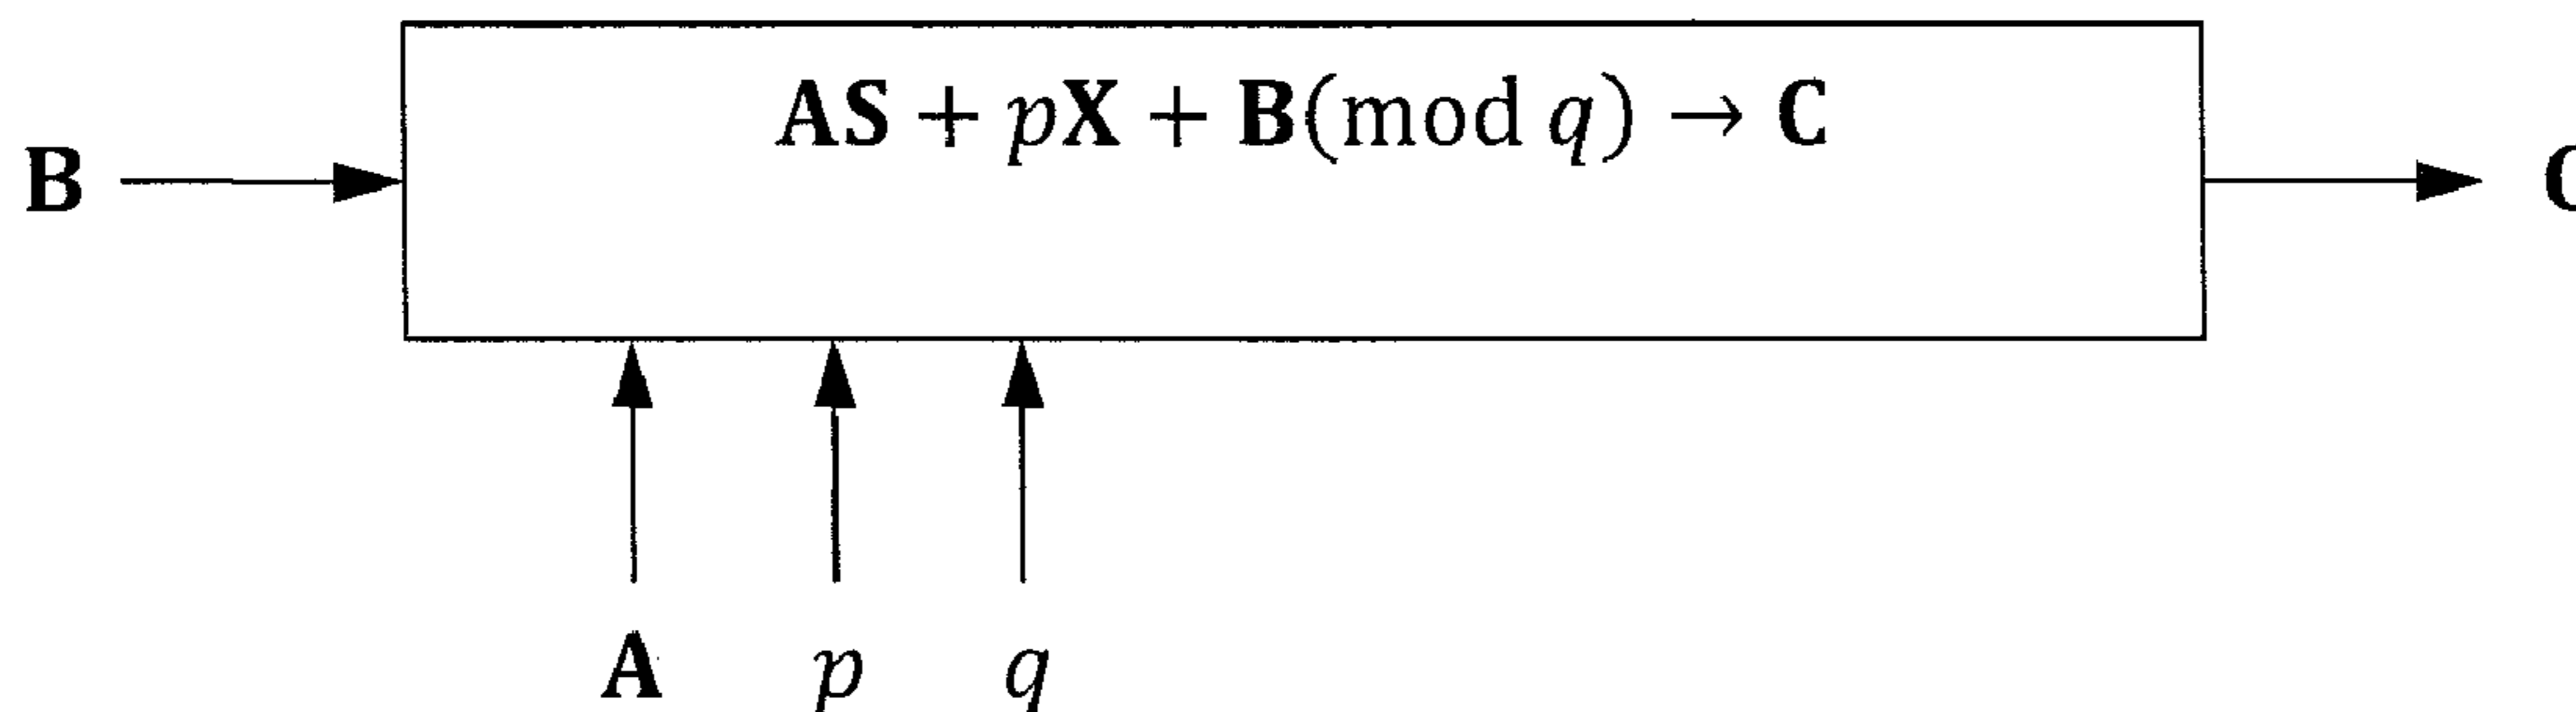 AS + pX + B(mod q) → C
B
A p q